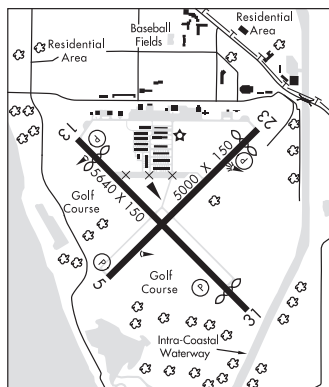 Residential
Area
Baseball
Fields
Residential
Area
13
23
P
P
5640 X 150
5000 X 150
Golf
Course
P
5
Golf
Course
P
31
Intra-Coastal
Waterway